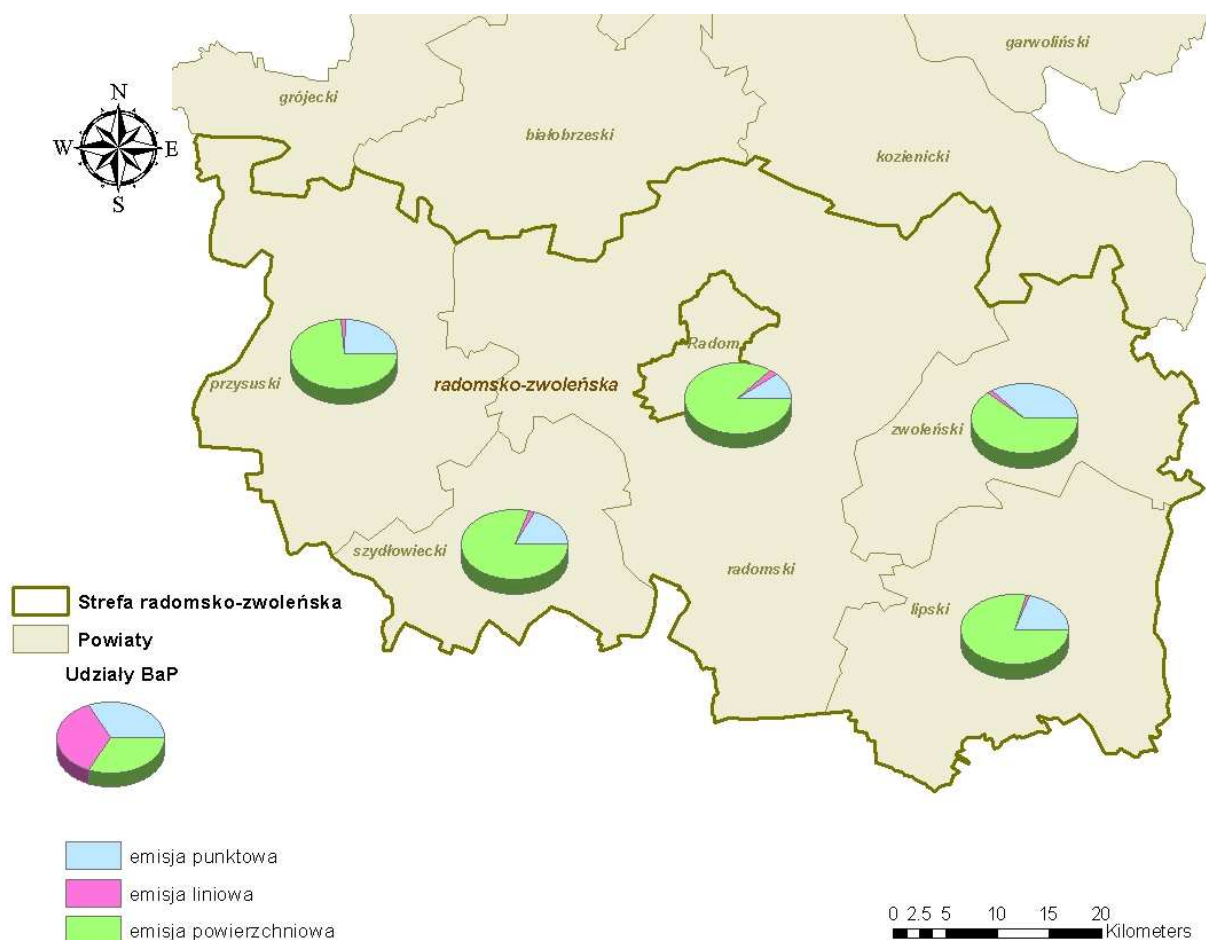 garwoliński
N
grójecki
białobrzeski
W
E
kozienicki
S
Radom
przysuski
radomsko-zwoleńska
zwoleński
szydłowiecki
radomski
lipski
Strefa radomsko-zwoleńska
Powiaty
Udziały BaP
emisja punktowa
emisja liniowa
emisja powierzchniowa
0 2.5 5 10 15 20
Kilometers